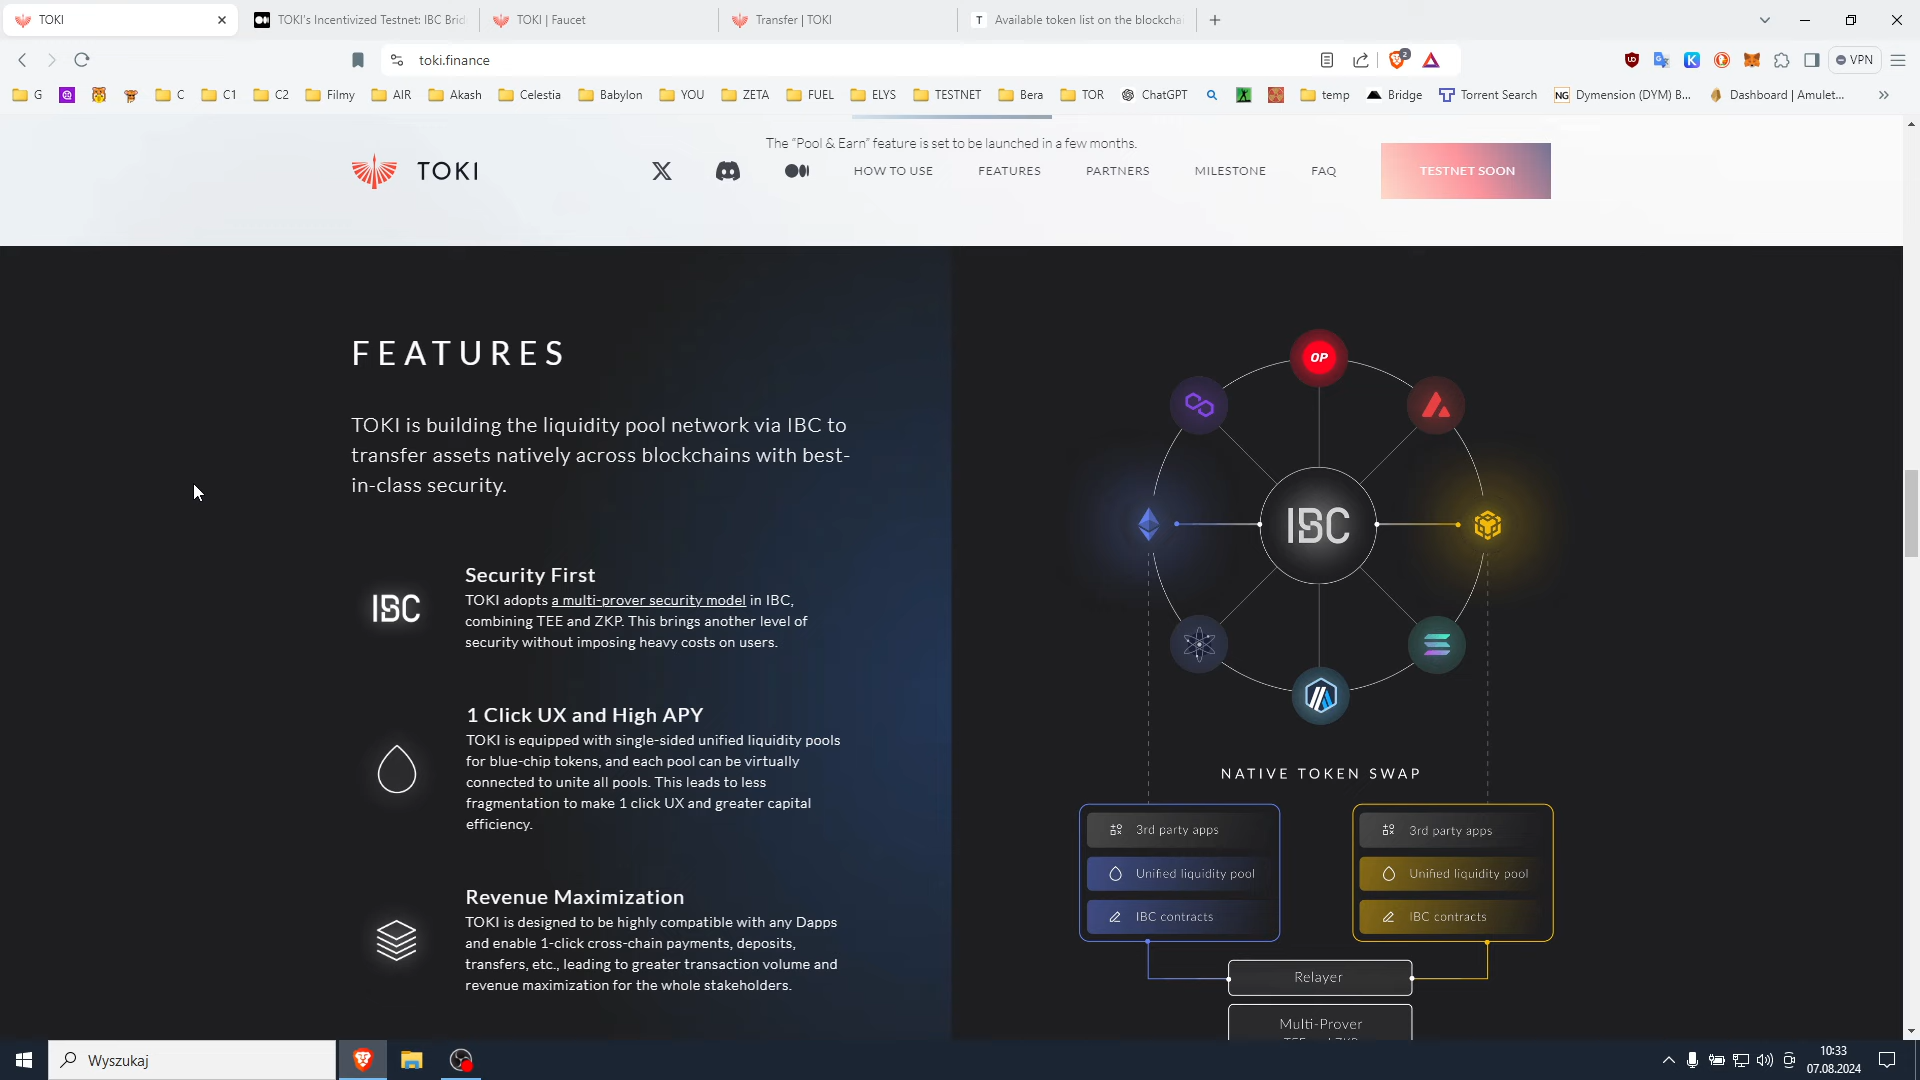 TOKI
TOKI's Incentivized Testnet: IBC Brid
TOKI | Faucet
Transfer | TOKI
T
Available token list on the blockcha
toki.finance
2
VPN
G
C
C1
C2
Filmy
AIR
Akash
Celestia
Babylon
YOU
ZETA
FUEL
ELYS
TESTNET
Bera
TOR
ChatGPT
temp
Bridge
Torrent Search
NG
Dymension (DYM) B...
Dashboard | Amulet...
The "Pool & Earn" feature is set to be launched in a few months.
TOKI
HOW TO USE
FEATURES
PARTNERS
MILESTONE
FAQ
TESTNET SOON
FEATURES
TOKI is building the liquidity pool network via IBC to
transfer assets natively across blockchains with best-
in-class security.
IBC
Security First
TOKI adopts a multi-prover security model in IBC,
combining TEE and ZKP. This brings another level of
security without imposing heavy costs on users.
1 Click UX and High APY
TOKI is equipped with single-sided unified liquidity pools
for blue-chip tokens, and each pool can be virtually
connected to unite all pools. This leads to less
fragmentation to make 1 click UX and greater capital
efficiency.
Revenue Maximization
TOKI is designed to be highly compatible with any Dapps
and enable 1-click cross-chain payments, deposits,
transfers, etc., leading to greater transaction volume and
revenue maximization for the whole stakeholders.
OP
IBC
NATIVE TOKEN SWAP
3rd party apps
Unified liquidity pool
IBC contracts
3rd party apps
Unified liquidity pool
IBC contracts
Relayer
Multi-Prover
Wyszukaj
10:33
07.08.2024